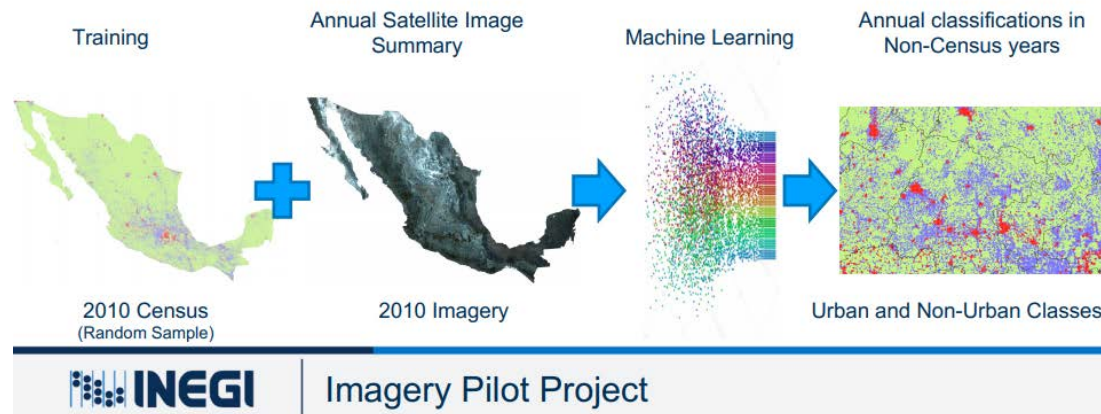 Training
Annual Satellite Image
Summary
Machine Learning
Annual classifications in
Non-Census years
2010 Census
(Random Sample)
2010 Imagery
Urban and Non-Urban Classes
INEGI
Imagery Pilot Project